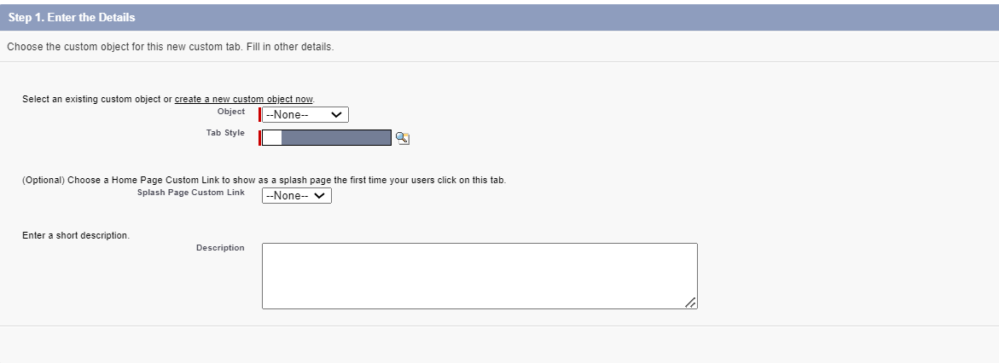 Step 1. Enter the Details
Choose the custom object for this new custom tab. Fill in other details.
Select an existing custom object or create a new custom object now.
Object --None--
Tab Style
(Optional) Choose a Home Page Custom Link to show as a splash page the first time your users click on this tab.
Splash Page Custom Link --None--
Enter a short description.
Description